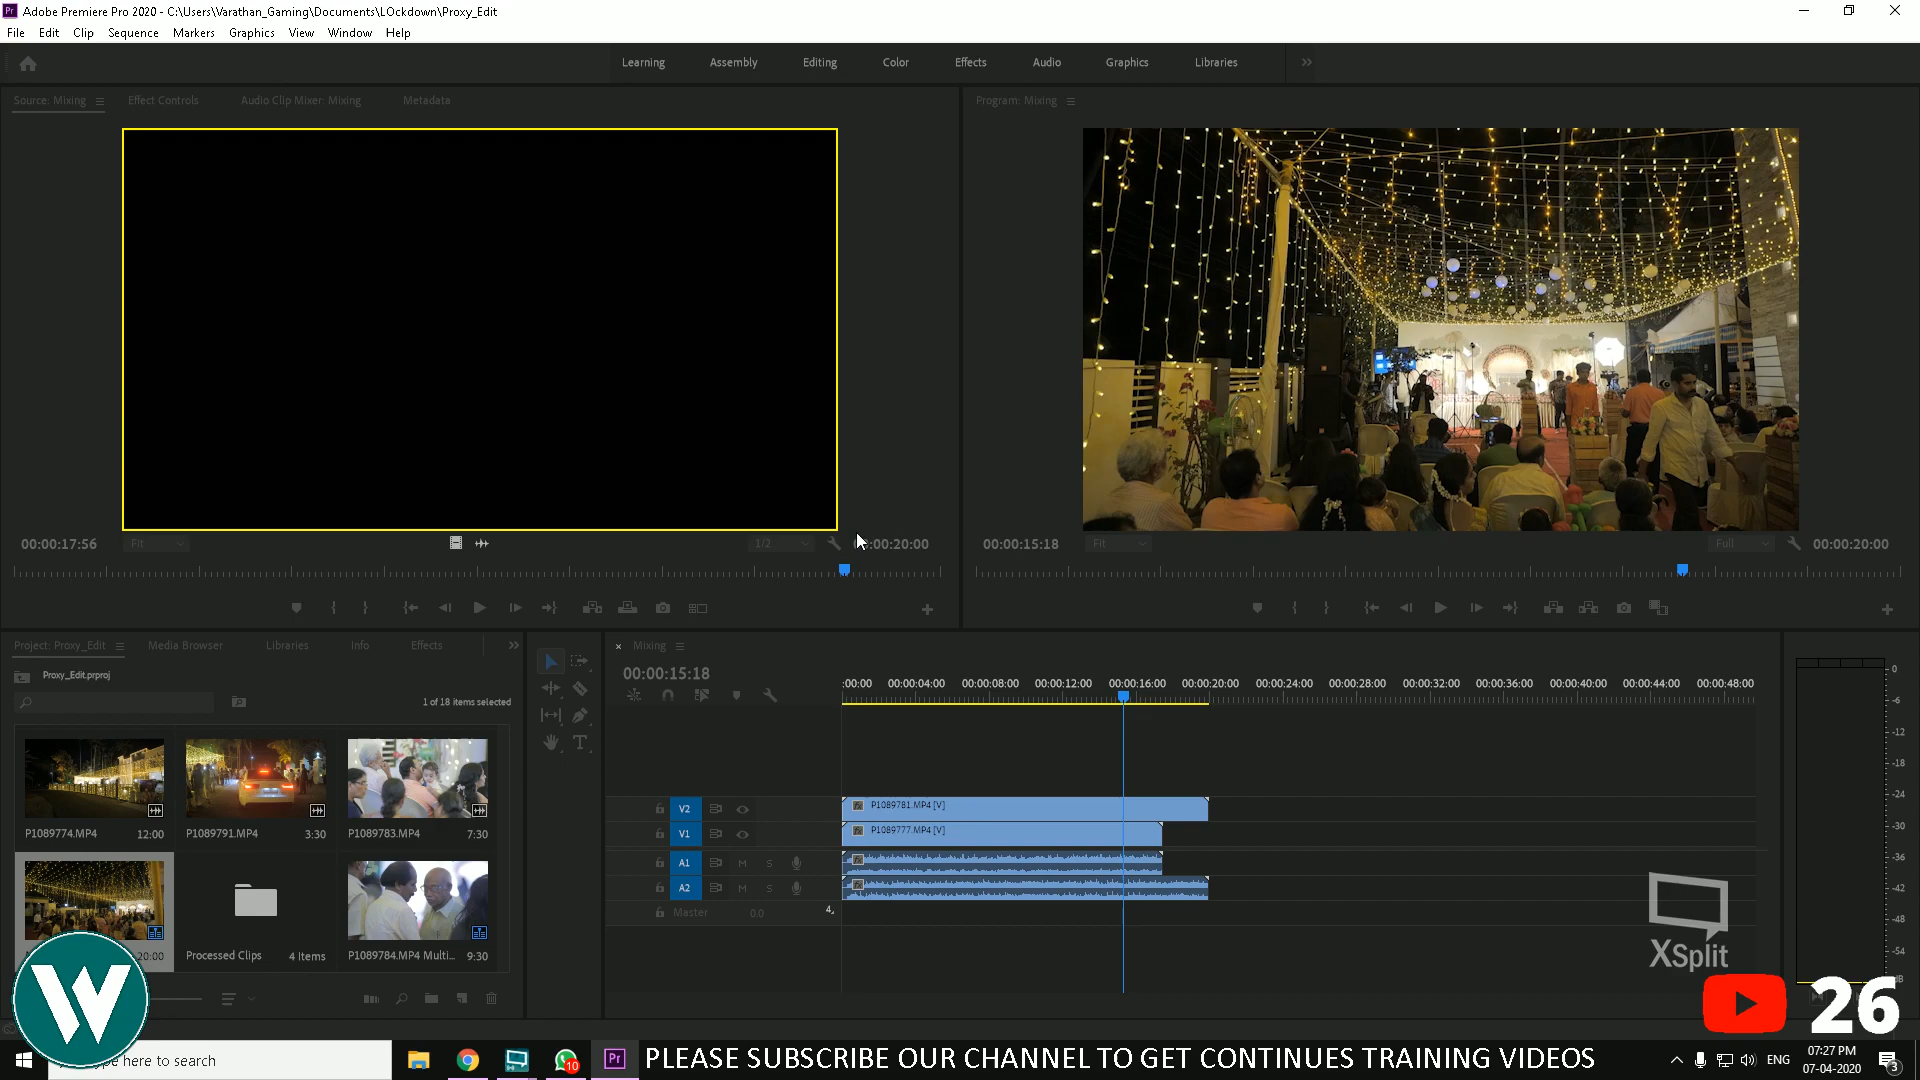 Adobe Premiere Pro 2020 - C:\Users\Varathan_Gaming\Documents\LOckdown\Proxy_Edit
File Edit Clip Sequence Markers Graphics View Window Help
Learning Assembly Editing Color Effects Audio Graphics Libraries
Source: Mixing Effect Controls Audio Clip Mixer: Mixing Metadata
Program: Mixing
00:00:17:56 Fit 1/2 :00:20:00
00:00:15:18 Fit Full 00:00:20:00
Project: Proxy_Edit Media Browser Libraries Info Effects
Proxy_Edit.prproj
1 of 18 items selected
P1089774.MP4 12:00
P1089791.MP4 3:30
P1089783.MP4 7:30
20:00
Processed Clips 4 Items
P1089784.MP4 Multi... 9:30
Mixing
00:00:15:18
:00:00 00:00:04:00 00:00:08:00 00:00:12:00 00:00:16:00 00:00:20:00 00:00:24:00 00:00:28:00 00:00:32:00 00:00:36:00 00:00:40:00 00:00:44:00 00:00:48:00
V2 P1089781.MP4 [V]
V1 P1089777.MP4 [V]
A1 M S
A2 M S
Master 0.0
0
-6
-12
-18
-24
-30
-36
-42
-48
-54
dB
XSplit
26
W
here to search
PLEASE SUBSCRIBE OUR CHANNEL TO GET CONTINUES TRAINING VIDEOS
10
ENG
07:27 PM
07-04-2020
3